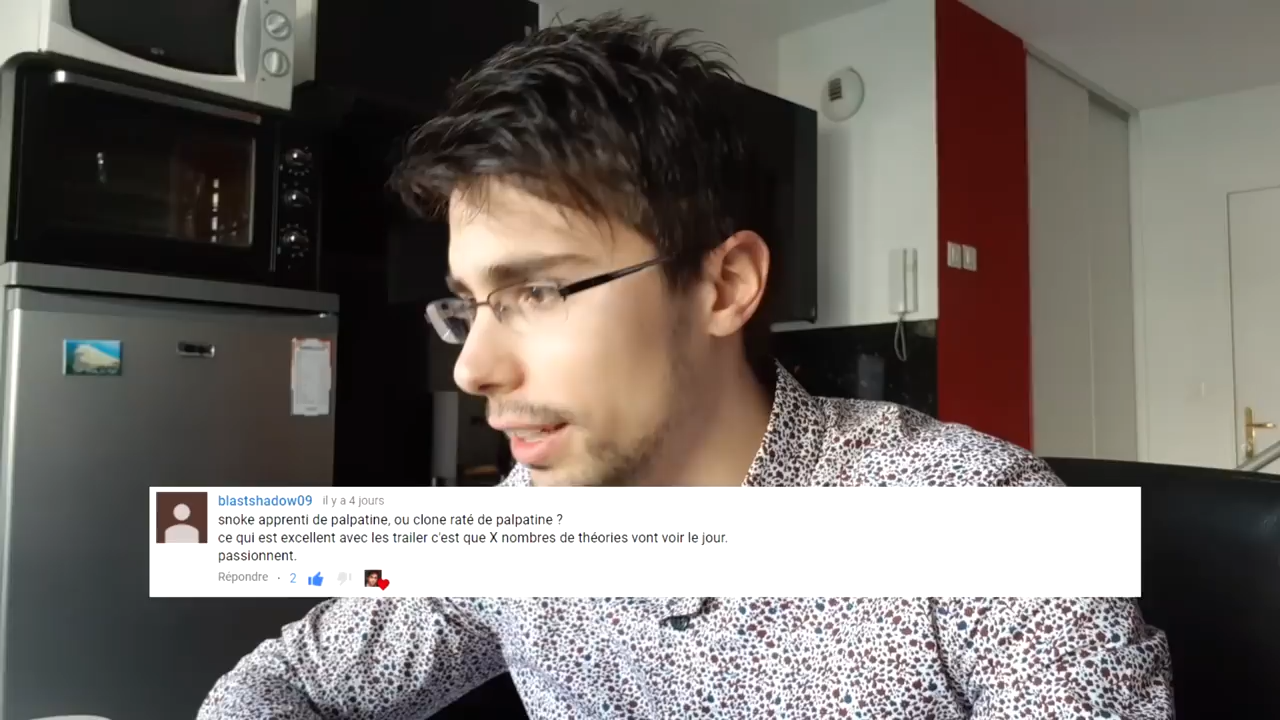 blastshadow09 il y a 4 jours
snoke apprenti de palpatine, ou clone raté de palpatine ?
ce qui est excellent avec les trailer c'est que X nombres de théories vont voir le jour.
passionnent.
Répondre · 2